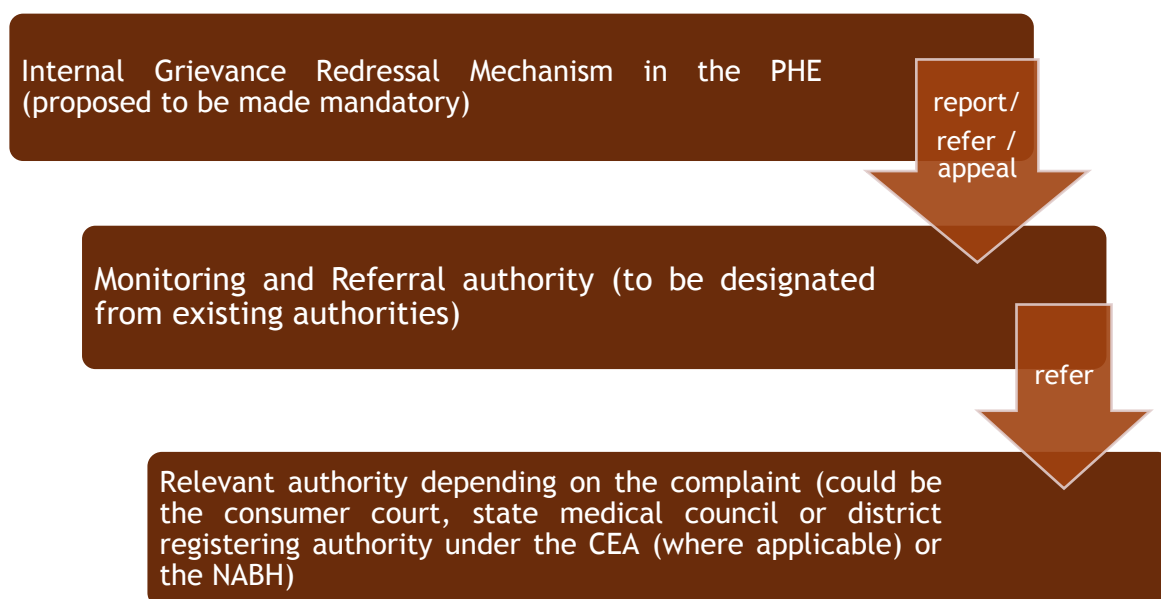 Internal Grievance Redressal Mechanism in the PHE
(proposed to be made mandatory)
report/
refer /
appeal
Monitoring and Referral authority (to be designated
from existing authorities)
refer
Relevant authority depending on the complaint (could be
the consumer court, state medical council or district
registering authority under the CEA (where applicable) or
the NABH)